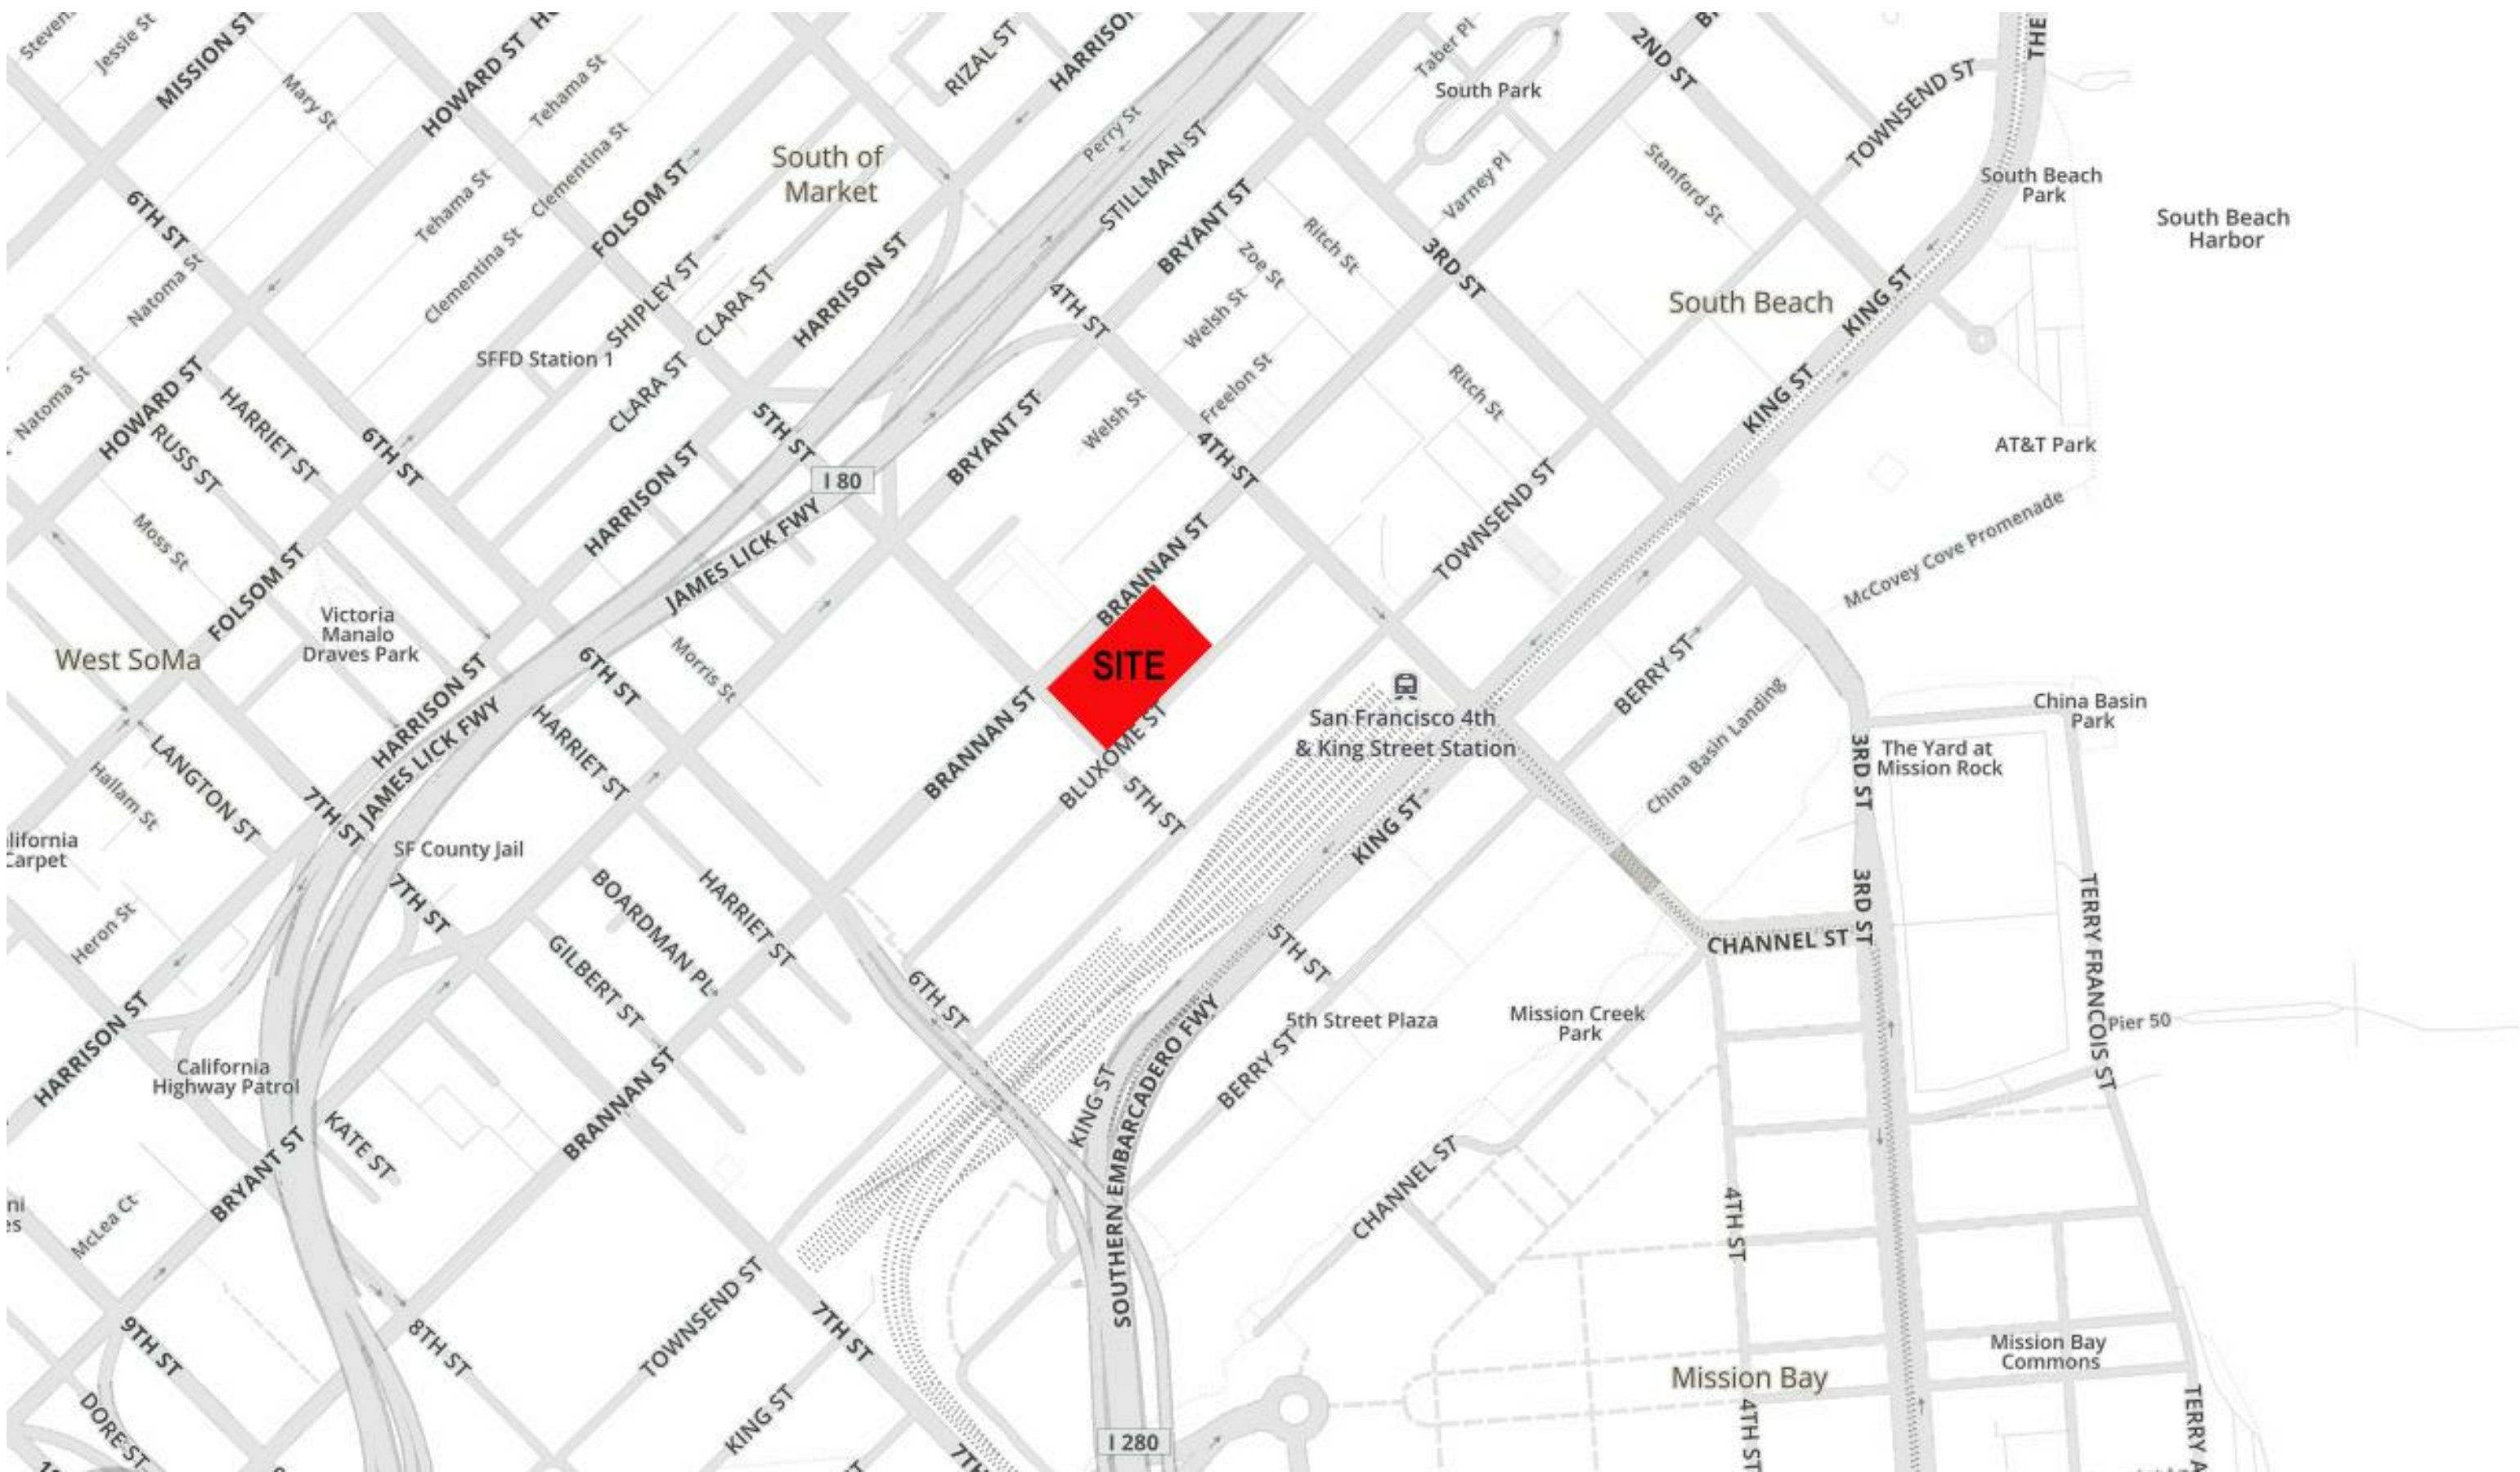 Jessie St
MISSION ST
Mary St
HOWARD ST
Tehama St
RIZAL ST
Taber Pl
South Park
2ND ST
TOWNSEND ST
THE
Perry St
STILLMAN ST
South of
Market
Clementina St
FOLSOM ST
Tehama St
Clementina St
6TH ST
Natoma St
SHIPLEY ST
CLARA ST
HARRISON ST
BRYANT ST
Ritch St
Zoe St
Welsh St
Varney Pl
Stanford St
3RD ST
South Beach
Park
South Beach
Harbor
South Beach
KING ST
KING ST
4TH ST
SFFD Station 1
CLARA ST
Natoma St
HOWARD ST
HARRIET ST
RUSS ST
6TH ST
5TH ST
HARRISON ST
I 80
BRYANT ST
Welsh St
Freelon St
4TH ST
Ritch St
AT&T Park
McCovey Cove Promenade
TOWNSEND ST
Moss St
FOLSOM ST
JAMES LICK FWY
BRANNAN ST
Victoria
Manalo
Draves Park
West SoMa
SITE
6TH ST
Morris St
HARRISON ST
JAMES LICK FWY
HARRIET ST
BRANNAN ST
BLUXOME ST
5TH ST
San Francisco 4th
& King Street Station
BERRY ST
China Basin Landing
China Basin
Park
The Yard at
Mission Rock
3RD ST
LANGTON ST
Hallam St
7TH ST
SF County Jail
KING ST
7TH ST
BOARDMAN PL
HARRIET ST
GILBERT ST
Heron St
6TH ST
5TH ST
5th Street Plaza
Mission Creek
Park
CHANNEL ST
3RD ST
TERRY FRANCOIS ST
Pier 50
HARRISON ST
California
Highway Patrol
KATE ST
BRYANT ST
McLea Ct
BRANNAN ST
KING ST
SOUTHERN EMBARCADERO FWY
BERRY ST
CHANNEL ST
4TH ST
9TH ST
8TH ST
DORE ST
TOWNSEND ST
7TH ST
KING ST
I 280
Mission Bay
Mission Bay
Commons
4TH ST